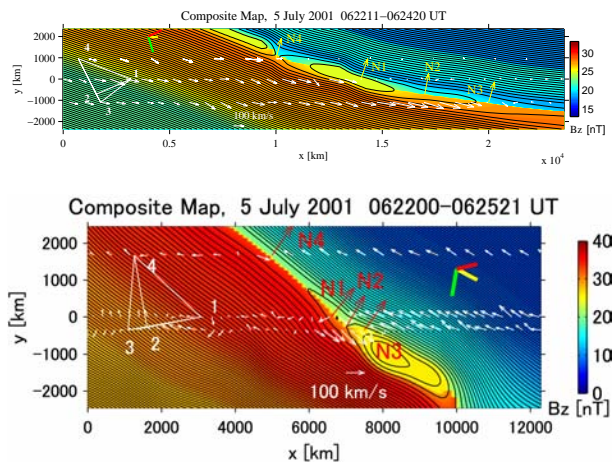 Composite Map, 5 July 2001 062211-062420 UT
2000
1000
0
-1000
-2000
y [km]
4
1
2
3
N4
N1
N2
N3
100 km/s
0
0.5
1
1.5
2
x 10⁴
x [km]
30
25
20
15
Bz [nT]
Composite Map, 5 July 2001 062200-062521 UT
2000
1000
0
-1000
-2000
y [km]
4
1
3
2
N4
N1
N2
N3
100 km/s
0
2000
4000
6000
8000
10000
12000
x [km]
40
30
20
10
0
Bz [nT]